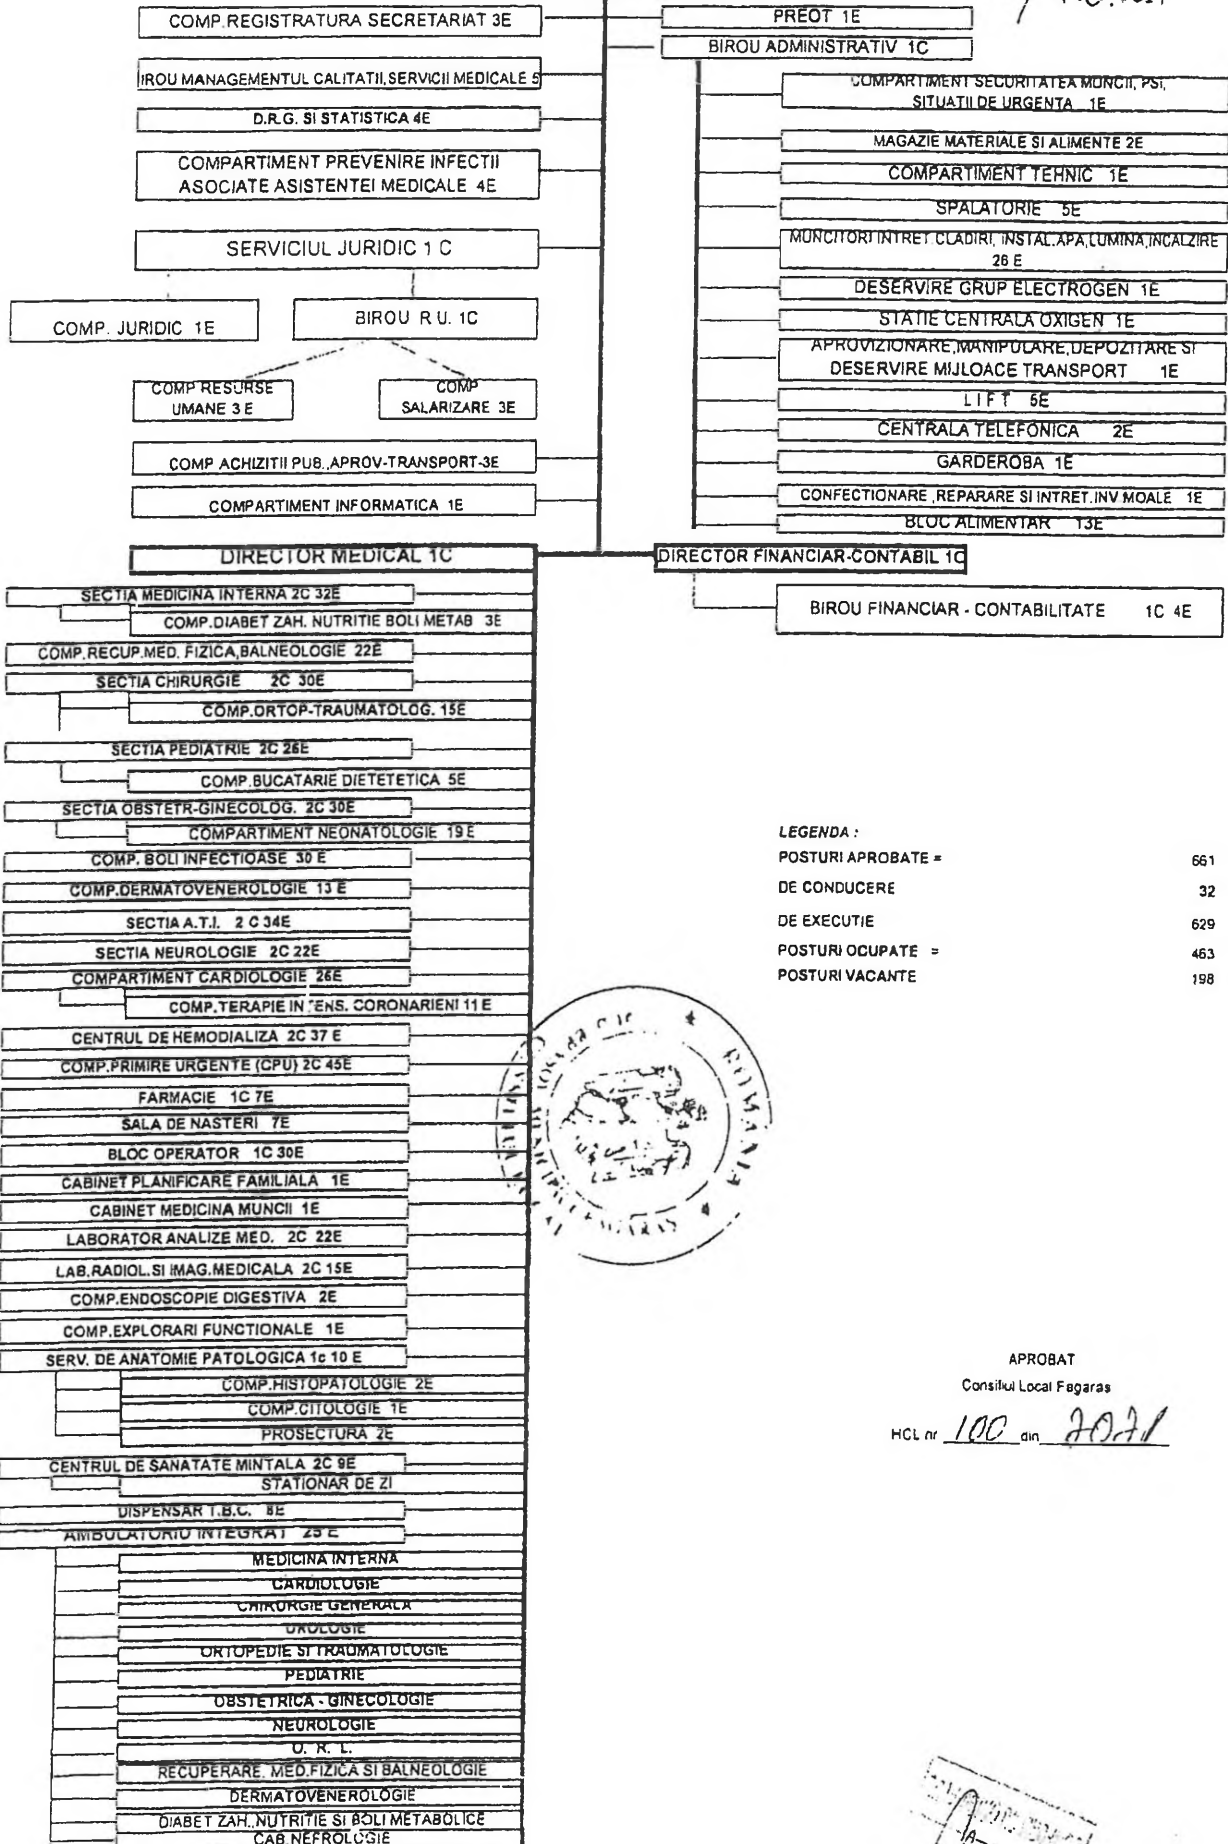 COMP.REGISTRATURA SECRETARIAT 3E
IROU MANAGEMENTUL CALITATII,SERVICII MEDICALE 5
D.R.G. SI STATISTICA 4E
COMPARTIMENT PREVENIRE INFECTII
ASOCIATE ASISTENTEI MEDICALE 4E
SERVICIUL JURIDIC 1 C
COMP. JURIDIC 1E
BIROU R.U. 1C
COMP RESURSE
UMANE 3 E
COMP
SALARIZARE 3E
COMP ACHIZITII PUB.,APROV-TRANSPORT-3E
COMPARTIMENT INFORMATICA 1E
PREOT 1E
BIROU ADMINISTRATIV 1C
COMPARTIMENT SECURITATEA MUNCII, PSI,
SITUATII DE URGENTA 1E
MAGAZIE MATERIALE SI ALIMENTE 2E
COMPARTIMENT TEHNIC 1E
SPALATORIE 5E
MUNCITORI INTRET.CLADIRI, INSTAL.APA,LUMINA,INCALZIRE
26 E
DESERVIRE GRUP ELECTROGEN 1E
STATIE CENTRALA OXIGEN 1E
APROVIZIONARE,MANIPULARE,DEPOZITARE SI
DESERVIRE MIJLOACE TRANSPORT 1E
L I F T 5E
CENTRALA TELEFONICA 2E
GARDEROBA 1E
CONFECTIONARE ,REPARARE SI INTRET.INV MOALE 1E
BLOC ALIMENTAR 13E
DIRECTOR MEDICAL 1C
DIRECTOR FINANCIAR-CONTABIL 1C
BIROU FINANCIAR - CONTABILITATE 1C 4E
SECTIA MEDICINA INTERNA 2C 32E
COMP.DIABET ZAH. NUTRITIE BOLI METAB 3E
COMP.RECUP.MED. FIZICA,BALNEOLOGIE 22E
SECTIA CHIRURGIE 2C 30E
COMP.ORTOP-TRAUMATOLOG. 15E
SECTIA PEDIATRIE 2C 26E
COMP.BUCATARIE DIETETETICA 5E
SECTIA OBSTETR-GINECOLOG. 2C 30E
COMPARTIMENT NEONATOLOGIE 19 E
COMP. BOLI INFECTIOASE 30 E
COMP.DERMATOVENEROLOGIE 13 E
SECTIA A.T.I. 2 C 34E
SECTIA NEUROLOGIE 2C 22E
COMPARTIMENT CARDIOLOGIE 26E
COMP.TERAPIE INTENS. CORONARIENI 11 E
CENTRUL DE HEMODIALIZA 2C 37 E
COMP.PRIMIRE URGENTE (CPU) 2C 45E
FARMACIE 1C 7E
SALA DE NASTERI 7E
BLOC OPERATOR 1C 30E
CABINET PLANIFICARE FAMILIALA 1E
CABINET MEDICINA MUNCII 1E
LABORATOR ANALIZE MED. 2C 22E
LAB.RADIOL.SI IMAG.MEDICALA 2C 15E
COMP.ENDOSCOPIE DIGESTIVA 2E
COMP.EXPLORARI FUNCTIONALE 1E
SERV. DE ANATOMIE PATOLOGICA 1c 10 E
COMP.HISTOPATOLOGIE 2E
COMP.CITOLOGIE 1E
PROSECTURA 2E
CENTRUL DE SANATATE MINTALA 2C 9E
STATIONAR DE ZI
DISPENSAR T.B.C. 8E
AMBULATORIU INTEGRAT 25 E
MEDICINA INTERNA
CARDIOLOGIE
CHIRURGIE GENERALA
UROLOGIE
ORTOPEDIE SI TRAUMATOLOGIE
PEDIATRIE
OBSTETRICA - GINECOLOGIE
NEUROLOGIE
O. R. L.
RECUPERARE, MED.FIZICA SI BALNEOLOGIE
DERMATOVENEROLOGIE
DIABET ZAH.,NUTRITIE SI BOLI METABOLICE
CAB.NEFROLOGIE
LEGENDA :
POSTURI APROBATE = 661
DE CONDUCERE 32
DE EXECUTIE 629
POSTURI OCUPATE = 463
POSTURI VACANTE 198
ROMANIA
FAGARAS
APROBAT
Consiliul Local Fagaras
HCL nr 100 din 2021